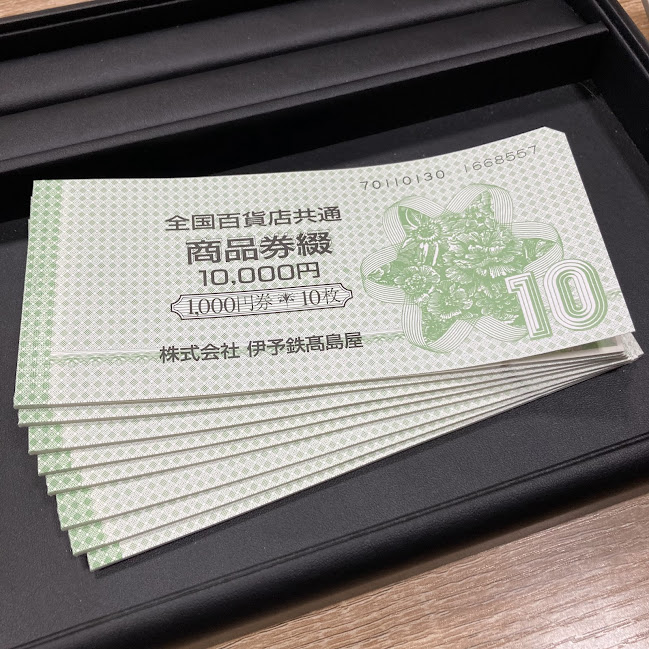 70110130 1668557
全国百貨店共通
商品券綴
10,000円
1,000円券＊10枚
10
株式会社 伊予鉄髙島屋